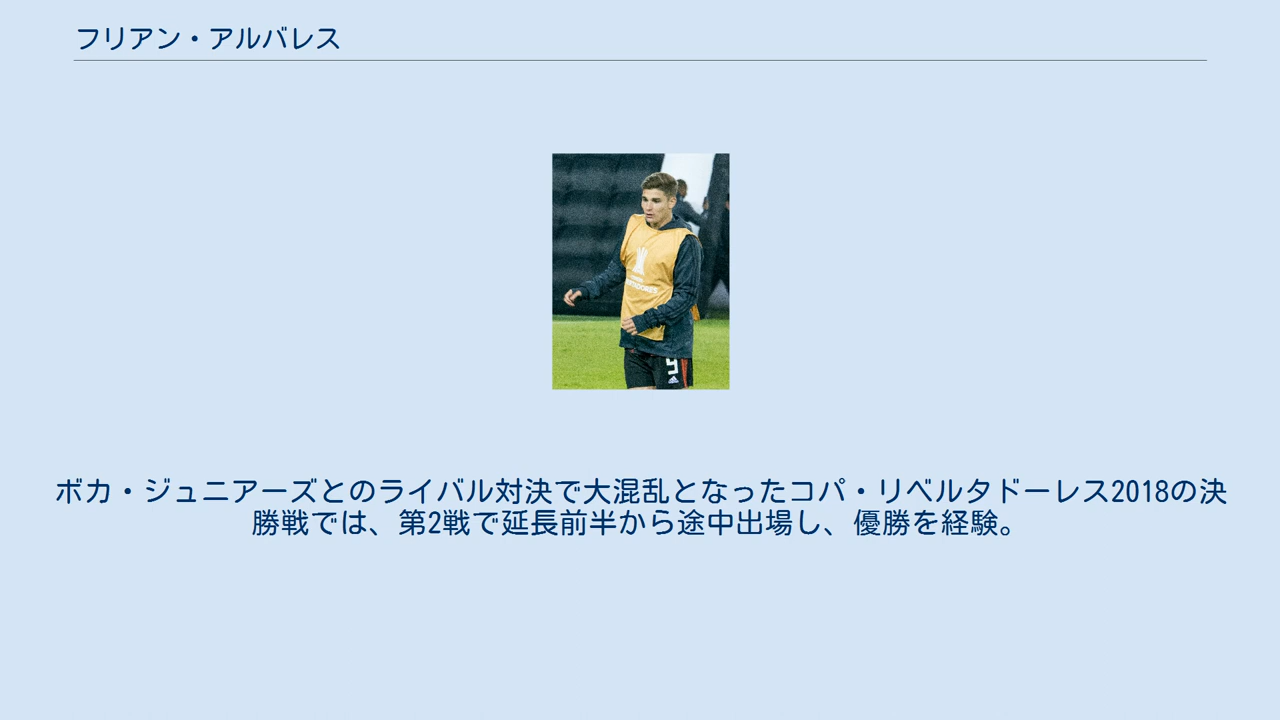 フリアン・アルバレス
9
ボカ・ジュニアーズとのライバル対決で大混乱となったコパ・リベルタドーレス2018の決
勝戦では、第2戦で延長前半から途中出場し、優勝を経験。